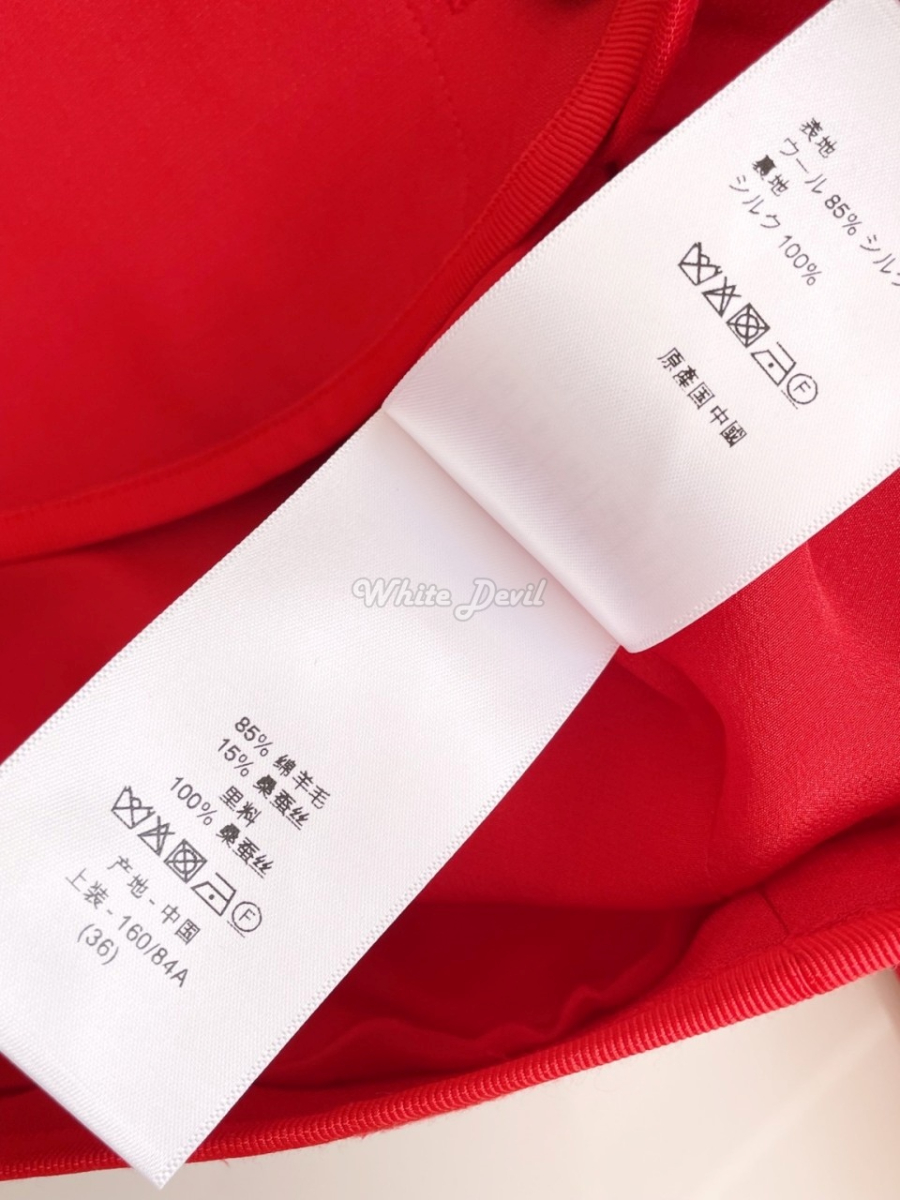 表地
ウール 85% シルク
裏地
シルク 100%
F
原産国 中國
White Devil
85% 绵羊毛
15% 桑蚕丝
里料
100% 桑蚕丝
F
产地 - 中国
上装 - 160/84A
(36)